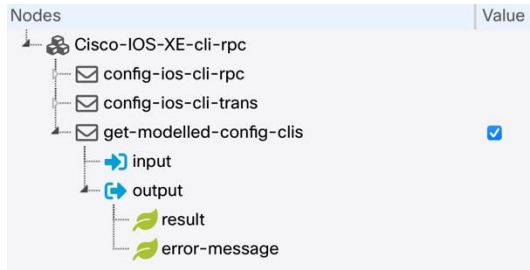 Nodes Value
Cisco-IOS-XE-cli-rpc
config-ios-cli-rpc
config-ios-cli-trans
get-modelled-config-clis
input
output
result
error-message